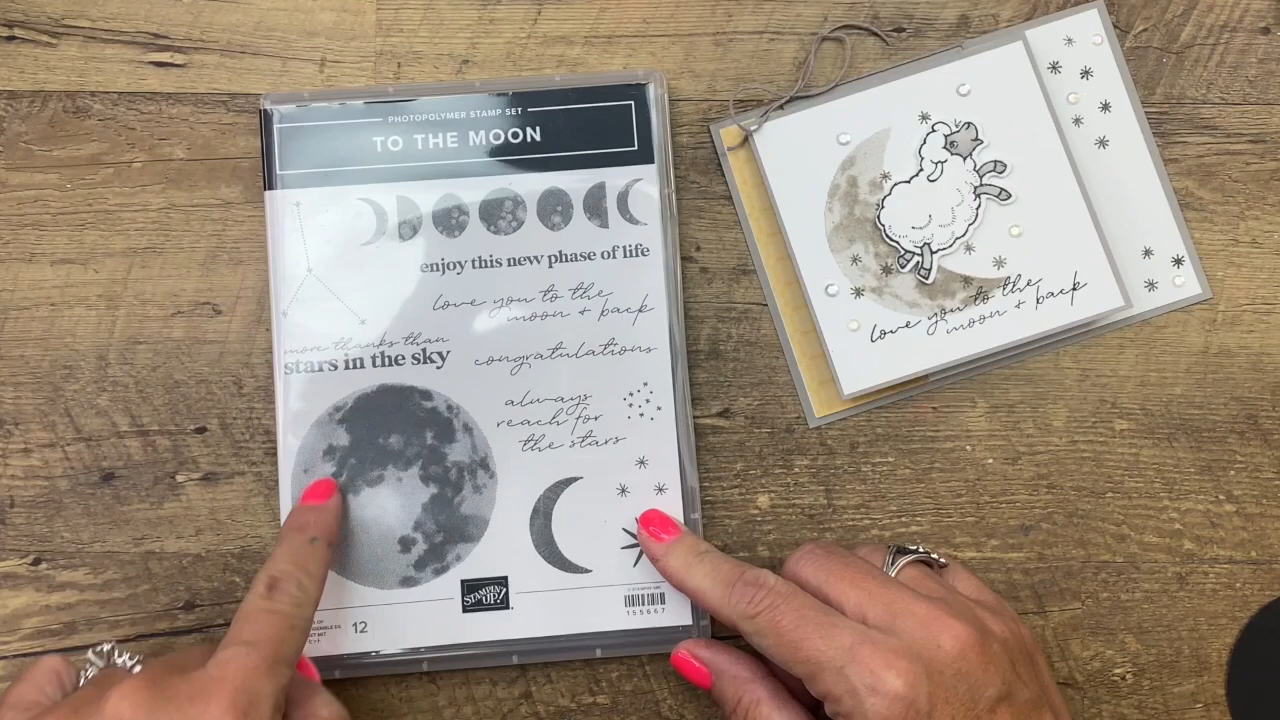 PHOTOPOLYMER STAMP SET
TO THE MOON
enjoy this new phase of life
love you to the
moon + back
more thanks than
stars in the sky
congratulations
always
reach for
the stars
STAMPIN' UP!
12
155667
love you to the
moon + back